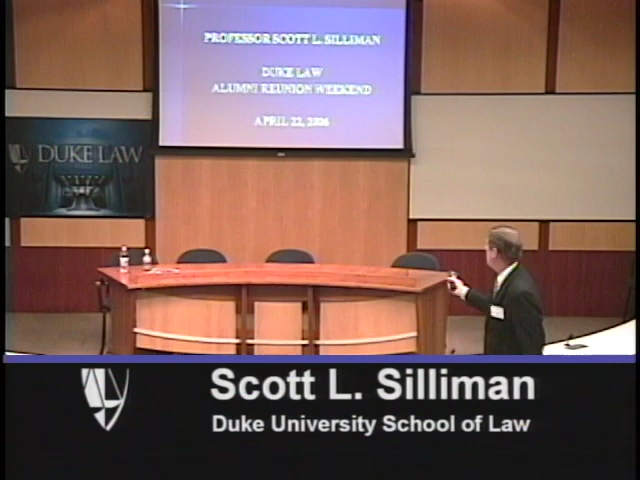 PROFESSOR SCOTT L. SILLIMAN
DUKE LAW
ALUMNI REUNION WEEKEND
APRIL 22, 2006
DUKE LAW
Scott L. Silliman
Duke University School of Law